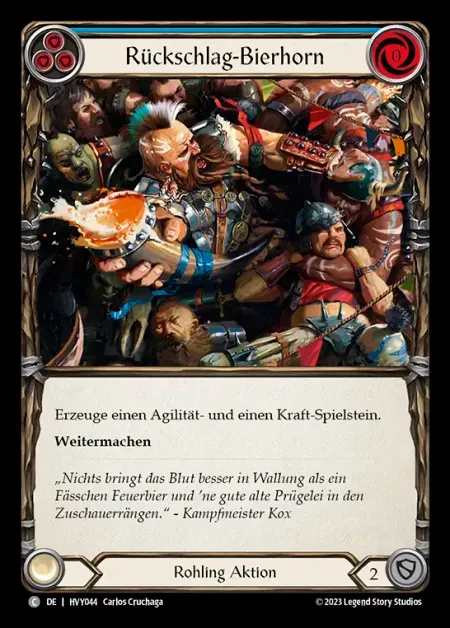 Rückschlag-Bierhorn
0
Erzeuge einen Agilität- und einen Kraft-Spielstein.
Weitermachen
„Nichts bringt das Blut besser in Wallung als ein
Fässchen Feuerbier und ’ne gute alte Prügelei in den
Zuschauerrängen.“ - Kampfmeister Kox
Rohling Aktion
2
C DE | HVY044 Carlos Cruchaga
© 2023 Legend Story Studios